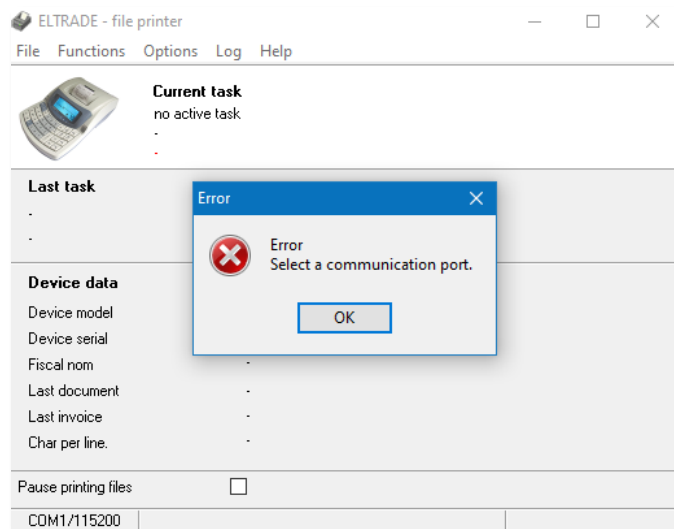 ELTRADE - file printer
File Functions Options Log Help
Current task
no active task
-
-
Last task
-
-
Error
Error
Select a communication port.
OK
Device data
Device model
Device serial
Fiscal nom -
Last document -
Last invoice -
Char per line. -
Pause printing files
COM1/115200